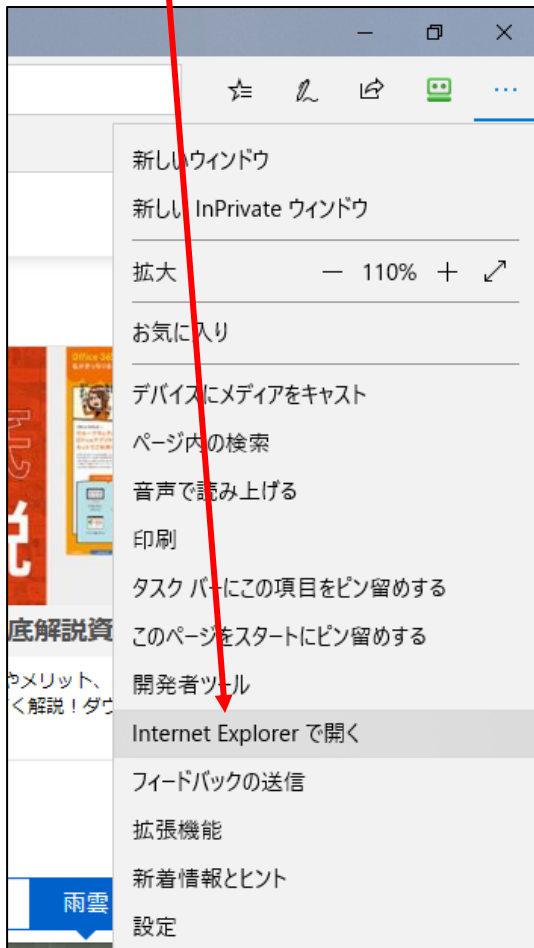 新しいウィンドウ
新しい InPrivate ウィンドウ
拡大 － 110% ＋
お気に入り
デバイスにメディアをキャスト
ページ内の検索
音声で読み上げる
印刷
タスク バーにこの項目をピン留めする
このページをスタートにピン留めする
開発者ツール
Internet Explorer で開く
フィードバックの送信
拡張機能
新着情報とヒント
設定
Office 365
説
底解説資
やメリット、
く解説！ダウ
雨雲